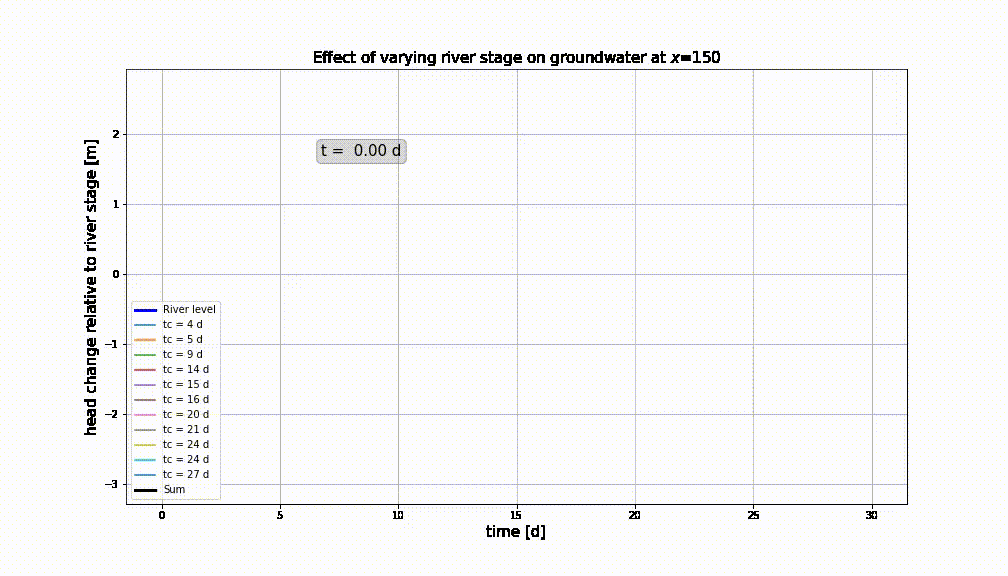 Effect of varying river stage on groundwater at x=150
head change relative to river stage [m]
2
1
0
−1
−2
−3
t = 0.00 d
River level
tc = 4 d
tc = 5 d
tc = 9 d
tc = 14 d
tc = 15 d
tc = 16 d
tc = 20 d
tc = 21 d
tc = 24 d
tc = 24 d
tc = 27 d
Sum
0 5 10 15 20 25 30
time [d]